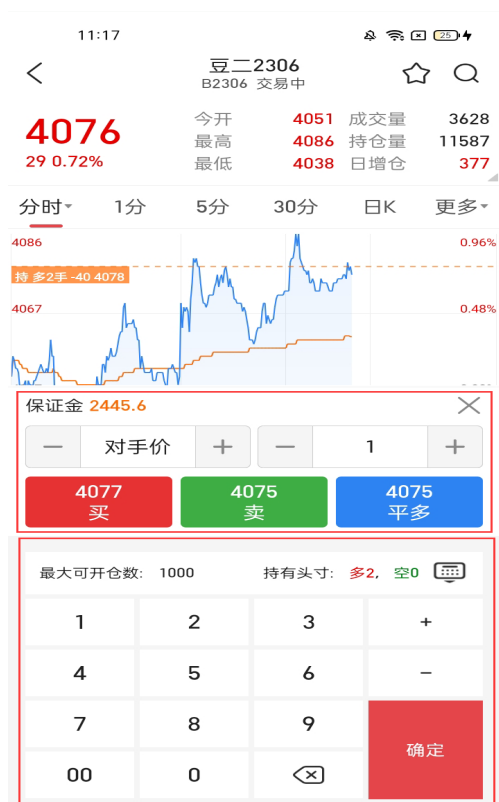 11:17 25
豆二2306
B2306 交易中
4076
29 0.72%
今开 4051 成交量 3628
最高 4086 持仓量 11587
最低 4038 日增仓 377
分时 1分 5分 30分 日K 更多
4086 0.96%
持 多2手 -40 4078
4067 0.48%
保证金 2445.6
— 对手价 + — 1 +
4077 4075 4075
买 卖 平多
最大可开仓数: 1000 持有头寸: 多2, 空0
1 2 3 +
4 5 6 −
7 8 9
确定
00 0